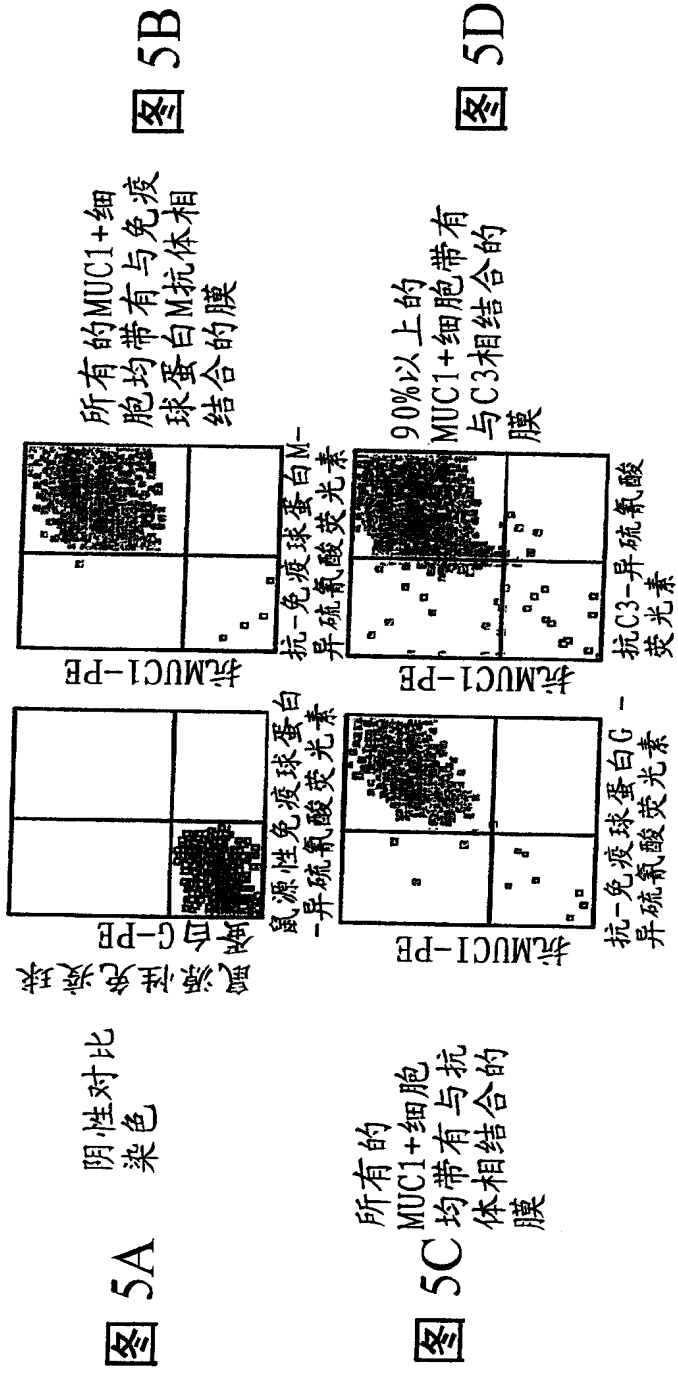 图 5A
阴性对比
染色
鼠源性免疫球
蛋白G-PE
鼠源性免疫球蛋白
-异硫氰酸荧光素
图 5B
所有的MUC1+细
胞均带有与免疫
球蛋白M抗体相
结合的膜
抗MUC1-PE
抗-免疫球蛋白M-
异硫氰酸荧光素
图 5C
所有的
MUC1+细胞
均带有与抗
体相结合的
膜
抗MUCI-PE
抗-免疫球蛋白G-
异硫氰酸荧光素
图 5D
90%以上的
MUC1+细胞带有
与C3相结合的
膜
抗MUC1-PE
抗C3-异硫氰酸
荧光素